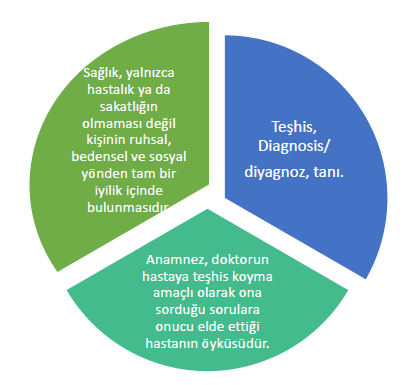 Sağlık, yalnızca
hastalık ya da
sakatlığın
olmaması değil
kişinin ruhsal,
bedensel ve sosyal
yönden tam bir
iyilik içinde
bulunmasıdır
Teşhis,
Diagnosis/
diyagnoz, tanı.
Anamnez, doktorun
hastaya teşhis koyma
amaçlı olarak ona
sorduğu sorulara
onucu elde ettiği
hastanın öyküsüdür.